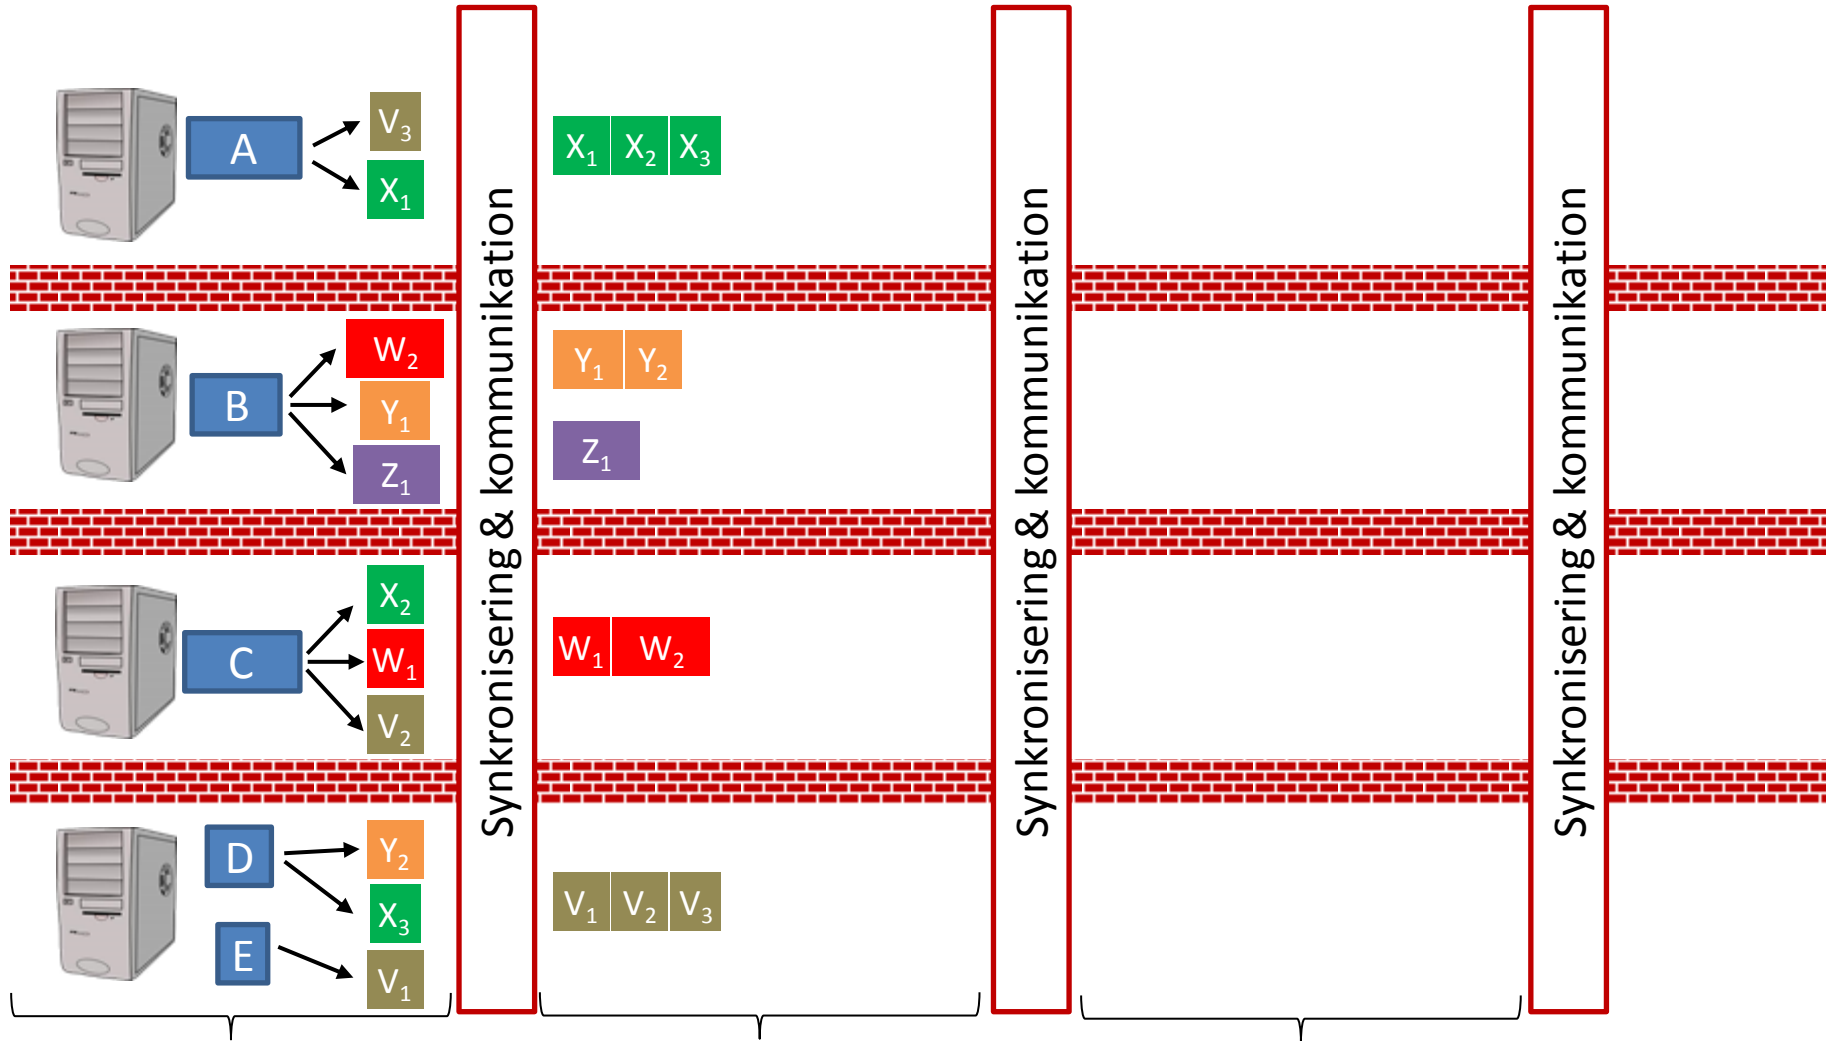 A
V₃
X₁
X₁ X₂ X₃
B
W₂
Y₁
Z₁
Y₁ Y₂
Z₁
C
X₂
W₁
V₂
W₁ W₂
D
Y₂
X₃
E
V₁
V₁ V₂ V₃
Synkronisering & kommunikation
Synkronisering & kommunikation
Synkronisering & kommunikation